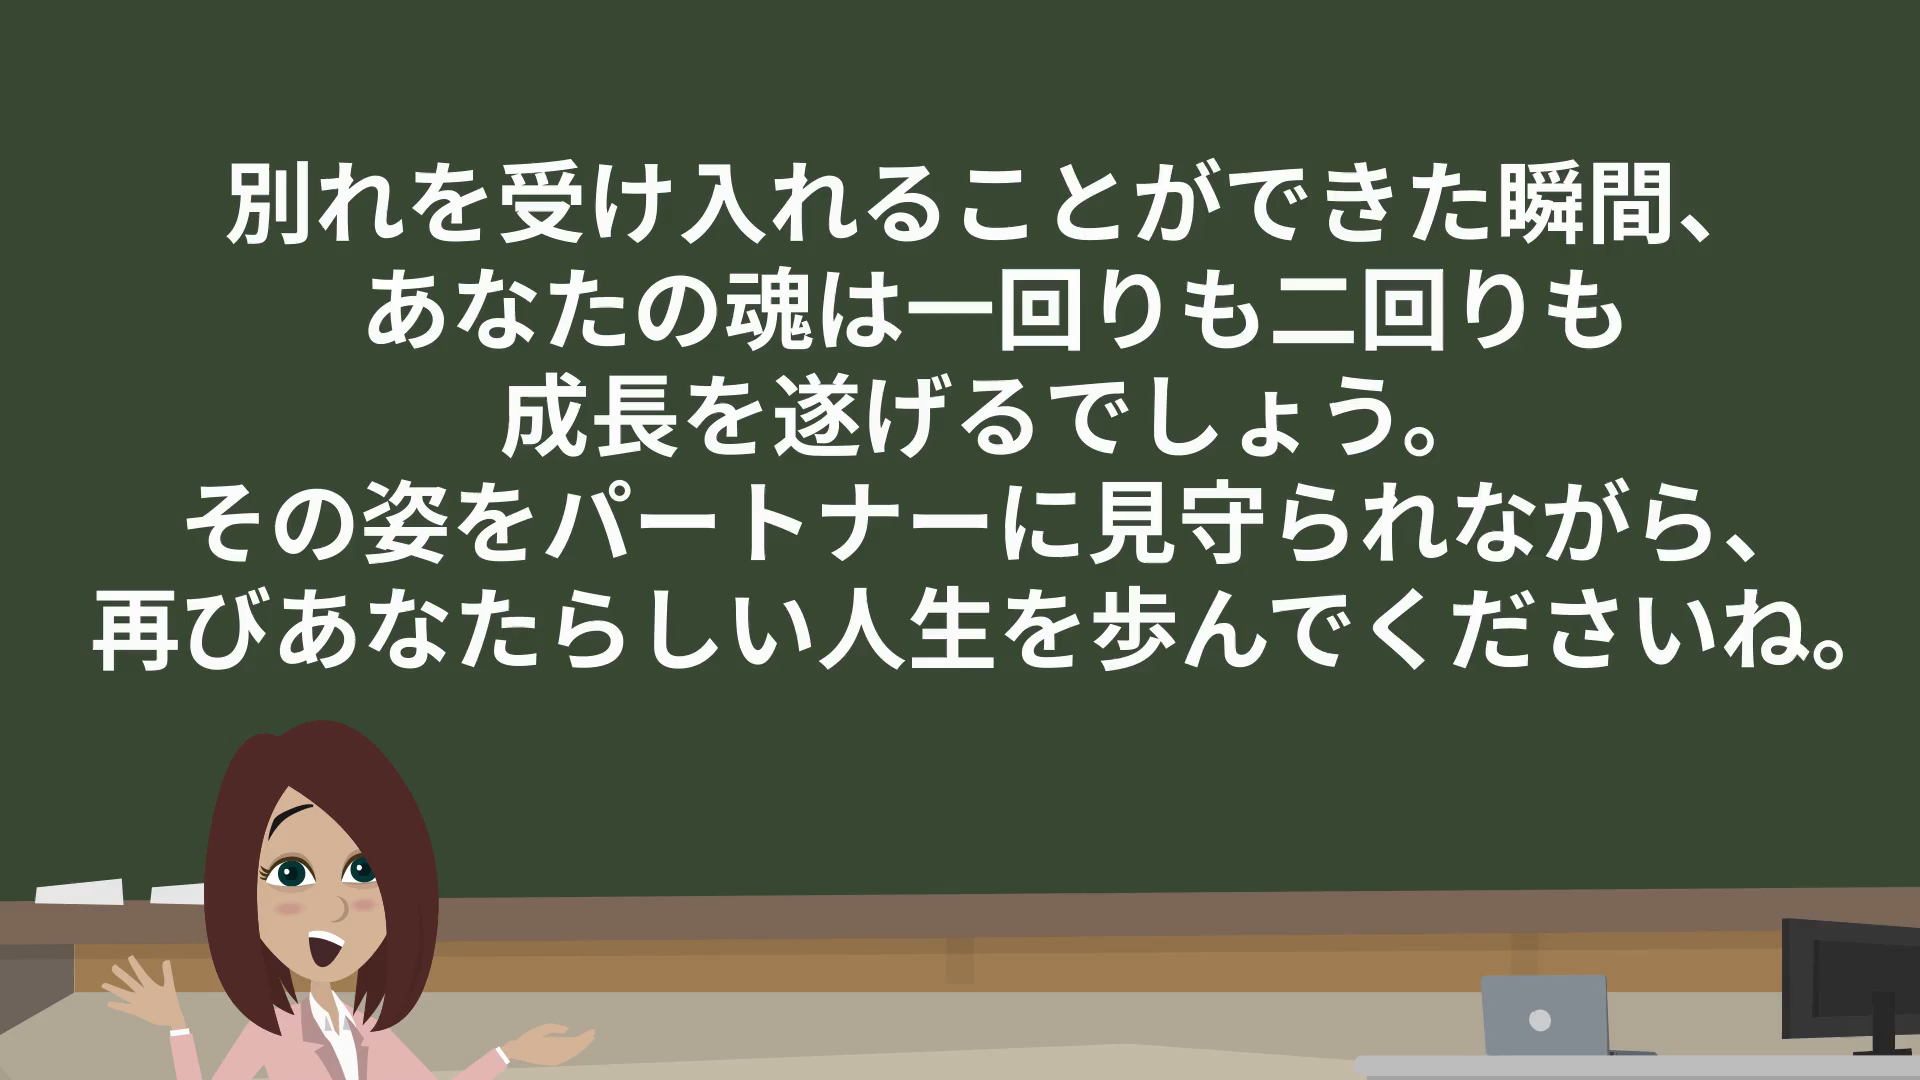 別れを受け入れることができた瞬間、
あなたの魂は一回りも二回りも
成長を遂げるでしょう。
その姿をパートナーに見守られながら、
再びあなたらしい人生を歩んでくださいね。